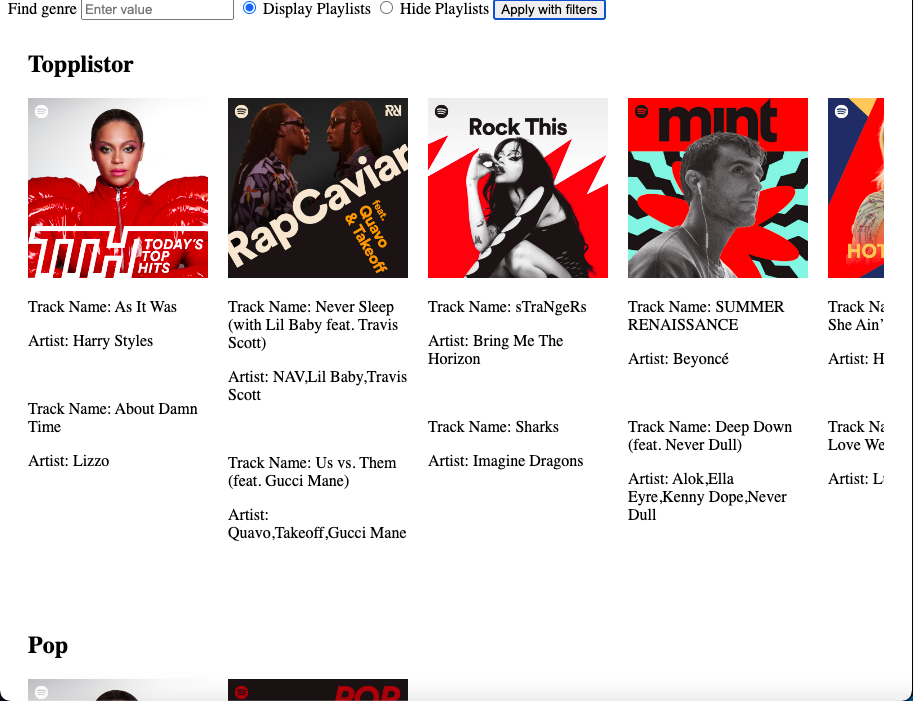 Find genre Enter value Display Playlists Hide Playlists Apply with filters
Topplistor
TTH TODAY'S TOP HITS
RapCaviar
feat. Quavo & Takeoff
Rock This
mint
HOT
Track Name: As It Was
Artist: Harry Styles
Track Name: About Damn
Time
Artist: Lizzo
Track Name: Never Sleep
(with Lil Baby feat. Travis
Scott)
Artist: NAV,Lil Baby,Travis
Scott
Track Name: Us vs. Them
(feat. Gucci Mane)
Artist:
Quavo,Takeoff,Gucci Mane
Track Name: sTraNgeRs
Artist: Bring Me The
Horizon
Track Name: Sharks
Artist: Imagine Dragons
Track Name: SUMMER
RENAISSANCE
Artist: Beyoncé
Track Name: Deep Down
(feat. Never Dull)
Artist: Alok,Ella
Eyre,Kenny Dope,Never
Dull
Track Na
She Ain'
Artist: H
Track Na
Love We
Artist: L
Pop
POP